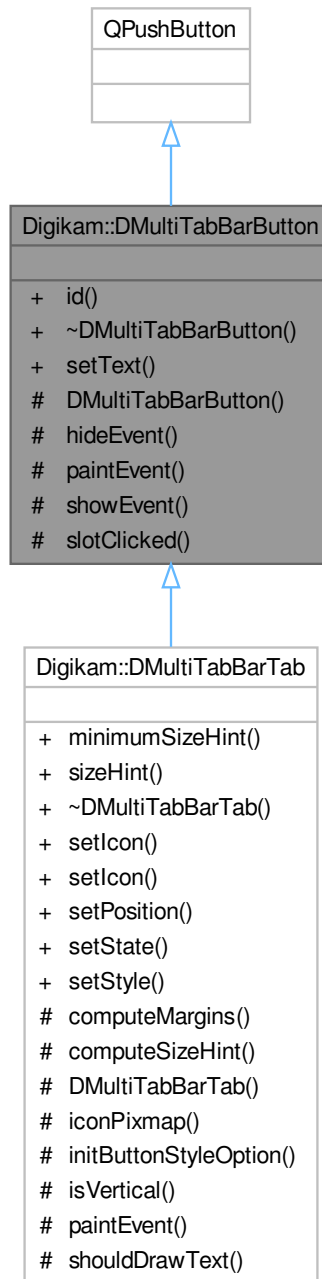 QPushButton
Digikam::DMultiTabBarButton
+ id()
+ ~DMultiTabBarButton()
+ setText()
# DMultiTabBarButton()
# hideEvent()
# paintEvent()
# showEvent()
# slotClicked()
Digikam::DMultiTabBarTab
+ minimumSizeHint()
+ sizeHint()
+ ~DMultiTabBarTab()
+ setIcon()
+ setIcon()
+ setPosition()
+ setState()
+ setStyle()
# computeMargins()
# computeSizeHint()
# DMultiTabBarTab()
# iconPixmap()
# initButtonStyleOption()
# isVertical()
# paintEvent()
# shouldDrawText()